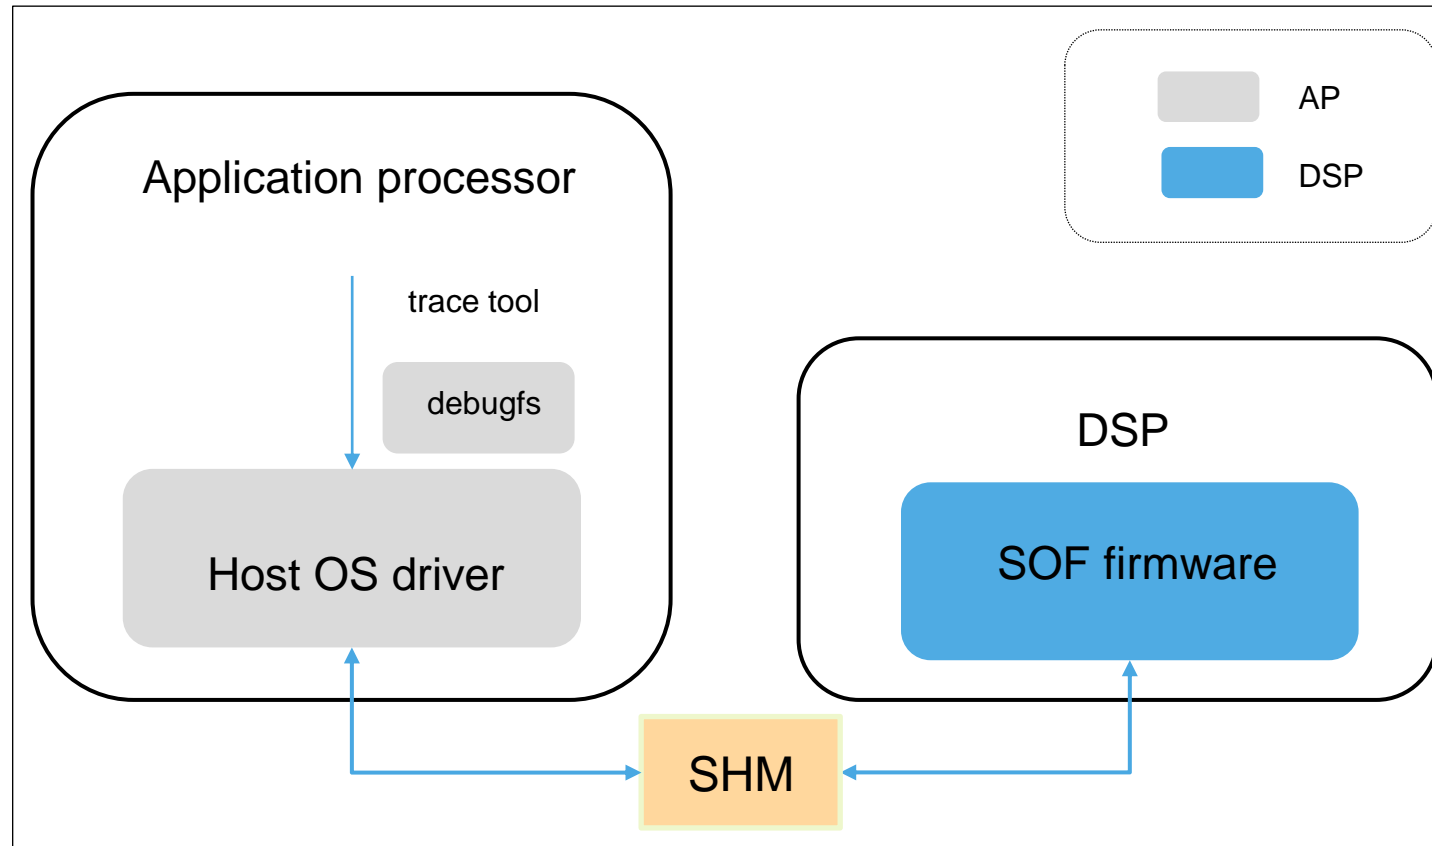 AP
DSP
Application processor
trace tool
debugfs
Host OS driver
DSP
SOF firmware
SHM